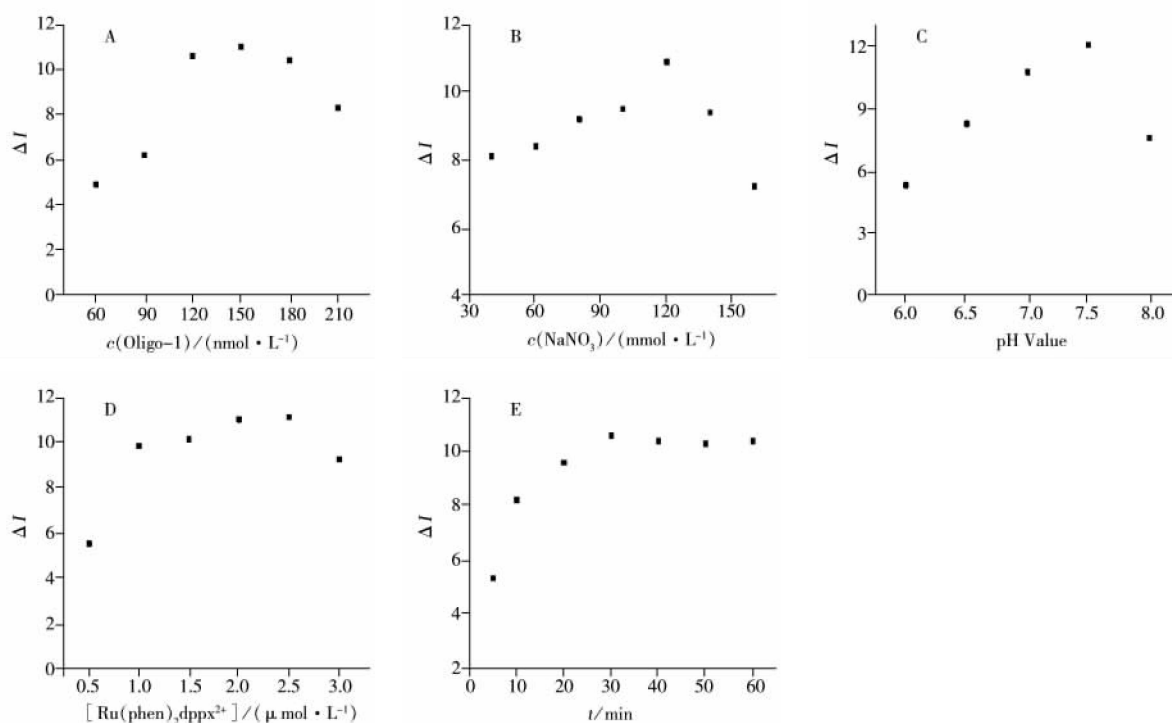 A
12
10
8
6
4
2
0
ΔI
60 90 120 150 180 210
c(Oligo-1)/(nmol·L⁻¹)
B
12
10
8
6
4
ΔI
30 60 90 120 150
c(NaNO₃)/(mmol·L⁻¹)
C
12
9
6
3
0
ΔI
6.0 6.5 7.0 7.5 8.0
pH Value
D
12
10
8
6
4
2
0
ΔI
0.5 1.0 1.5 2.0 2.5 3.0
[Ru(phen)₂dppx²⁺]/(μmol·L⁻¹)
E
12
10
8
6
4
2
ΔI
0 10 20 30 40 50 60
t/min